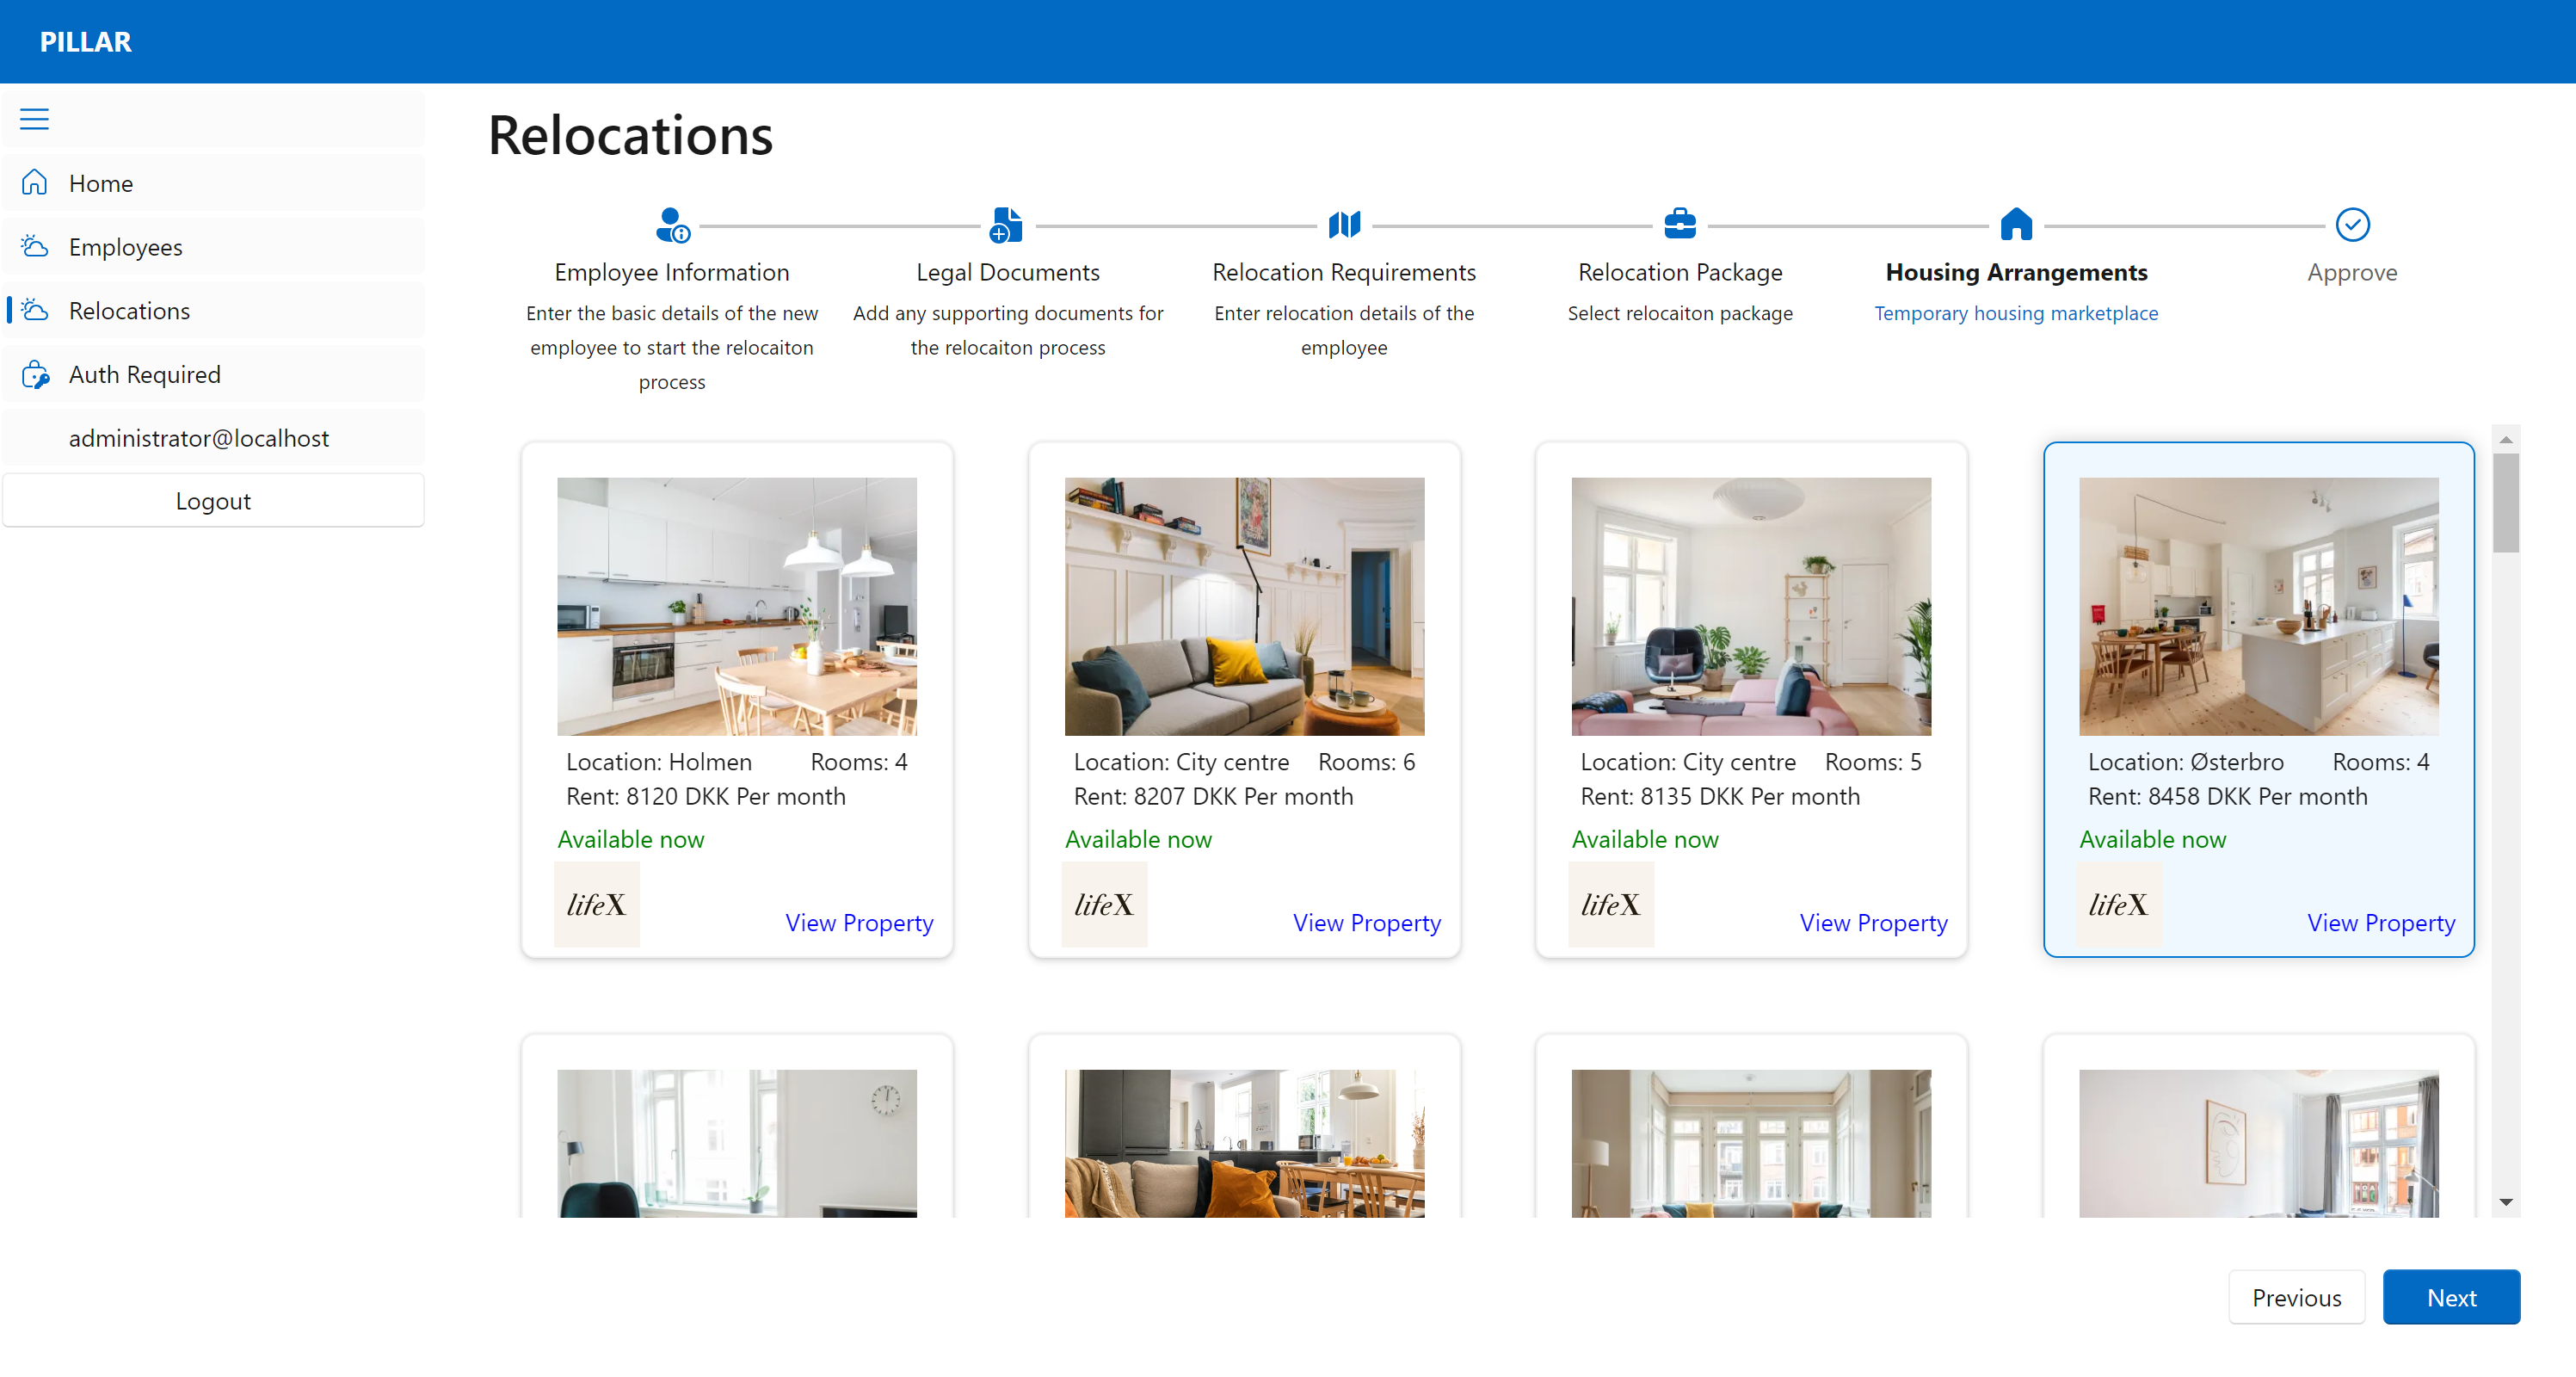 PILLAR
Home
Employees
Relocations
Auth Required
administrator@localhost
Logout
Relocations
Employee Information
Enter the basic details of the new
employee to start the relocaiton
process
Legal Documents
Add any supporting documents for
the relocaiton process
Relocation Requirements
Enter relocation details of the
employee
Relocation Package
Select relocaiton package
Housing Arrangements
Temporary housing marketplace
Approve
Location: Holmen Rooms: 4
Rent: 8120 DKK Per month
Available now
lifeX
View Property
Location: City centre Rooms: 6
Rent: 8207 DKK Per month
Available now
lifeX
View Property
Location: City centre Rooms: 5
Rent: 8135 DKK Per month
Available now
lifeX
View Property
Location: Østerbro Rooms: 4
Rent: 8458 DKK Per month
Available now
lifeX
View Property
Previous
Next